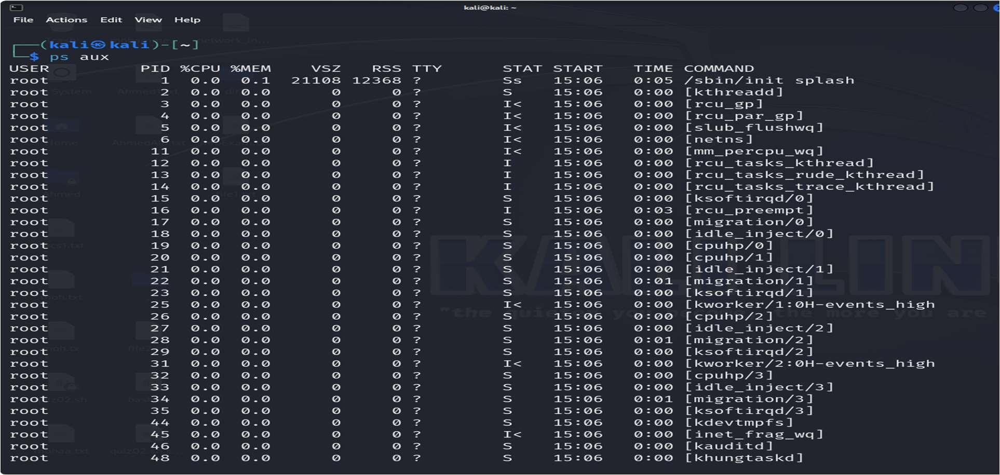 kali@kali: ~
File Actions Edit View Help
┌──(kali㉿kali)-[~]
└─$ ps aux
USER PID %CPU %MEM VSZ RSS TTY STAT START TIME COMMAND
root 1 0.0 0.1 21108 12368 ? Ss 15:06 0:05 /sbin/init splash
root 2 0.0 0.0 0 0 ? S 15:06 0:00 [kthreadd]
root 3 0.0 0.0 0 0 ? I< 15:06 0:00 [rcu_gp]
root 4 0.0 0.0 0 0 ? I< 15:06 0:00 [rcu_par_gp]
root 5 0.0 0.0 0 0 ? I< 15:06 0:00 [slub_flushwq]
root 6 0.0 0.0 0 0 ? I< 15:06 0:00 [netns]
root 11 0.0 0.0 0 0 ? I< 15:06 0:00 [mm_percpu_wq]
root 12 0.0 0.0 0 0 ? I 15:06 0:00 [rcu_tasks_kthread]
root 13 0.0 0.0 0 0 ? I 15:06 0:00 [rcu_tasks_rude_kthread]
root 14 0.0 0.0 0 0 ? I 15:06 0:00 [rcu_tasks_trace_kthread]
root 15 0.0 0.0 0 0 ? S 15:06 0:00 [ksoftirqd/0]
root 16 0.0 0.0 0 0 ? I 15:06 0:03 [rcu_preempt]
root 17 0.0 0.0 0 0 ? S 15:06 0:00 [migration/0]
root 18 0.0 0.0 0 0 ? S 15:06 0:00 [idle_inject/0]
root 19 0.0 0.0 0 0 ? S 15:06 0:00 [cpuhp/0]
root 20 0.0 0.0 0 0 ? S 15:06 0:00 [cpuhp/1]
root 21 0.0 0.0 0 0 ? S 15:06 0:00 [idle_inject/1]
root 22 0.0 0.0 0 0 ? S 15:06 0:01 [migration/1]
root 23 0.0 0.0 0 0 ? S 15:06 0:00 [ksoftirqd/1]
root 25 0.0 0.0 0 0 ? I< 15:06 0:00 [kworker/1:0H-events_high
root 26 0.0 0.0 0 0 ? S 15:06 0:00 [cpuhp/2]
root 27 0.0 0.0 0 0 ? S 15:06 0:00 [idle_inject/2]
root 28 0.0 0.0 0 0 ? S 15:06 0:01 [migration/2]
root 29 0.0 0.0 0 0 ? S 15:06 0:00 [ksoftirqd/2]
root 31 0.0 0.0 0 0 ? I< 15:06 0:00 [kworker/2:0H-events_high
root 32 0.0 0.0 0 0 ? S 15:06 0:00 [cpuhp/3]
root 33 0.0 0.0 0 0 ? S 15:06 0:00 [idle_inject/3]
root 34 0.0 0.0 0 0 ? S 15:06 0:01 [migration/3]
root 35 0.0 0.0 0 0 ? S 15:06 0:00 [ksoftirqd/3]
root 44 0.0 0.0 0 0 ? S 15:06 0:00 [kdevtmpfs]
root 45 0.0 0.0 0 0 ? I< 15:06 0:00 [inet_frag_wq]
root 46 0.0 0.0 0 0 ? S 15:06 0:00 [kauditd]
root 48 0.0 0.0 0 0 ? S 15:06 0:00 [khungtaskd]